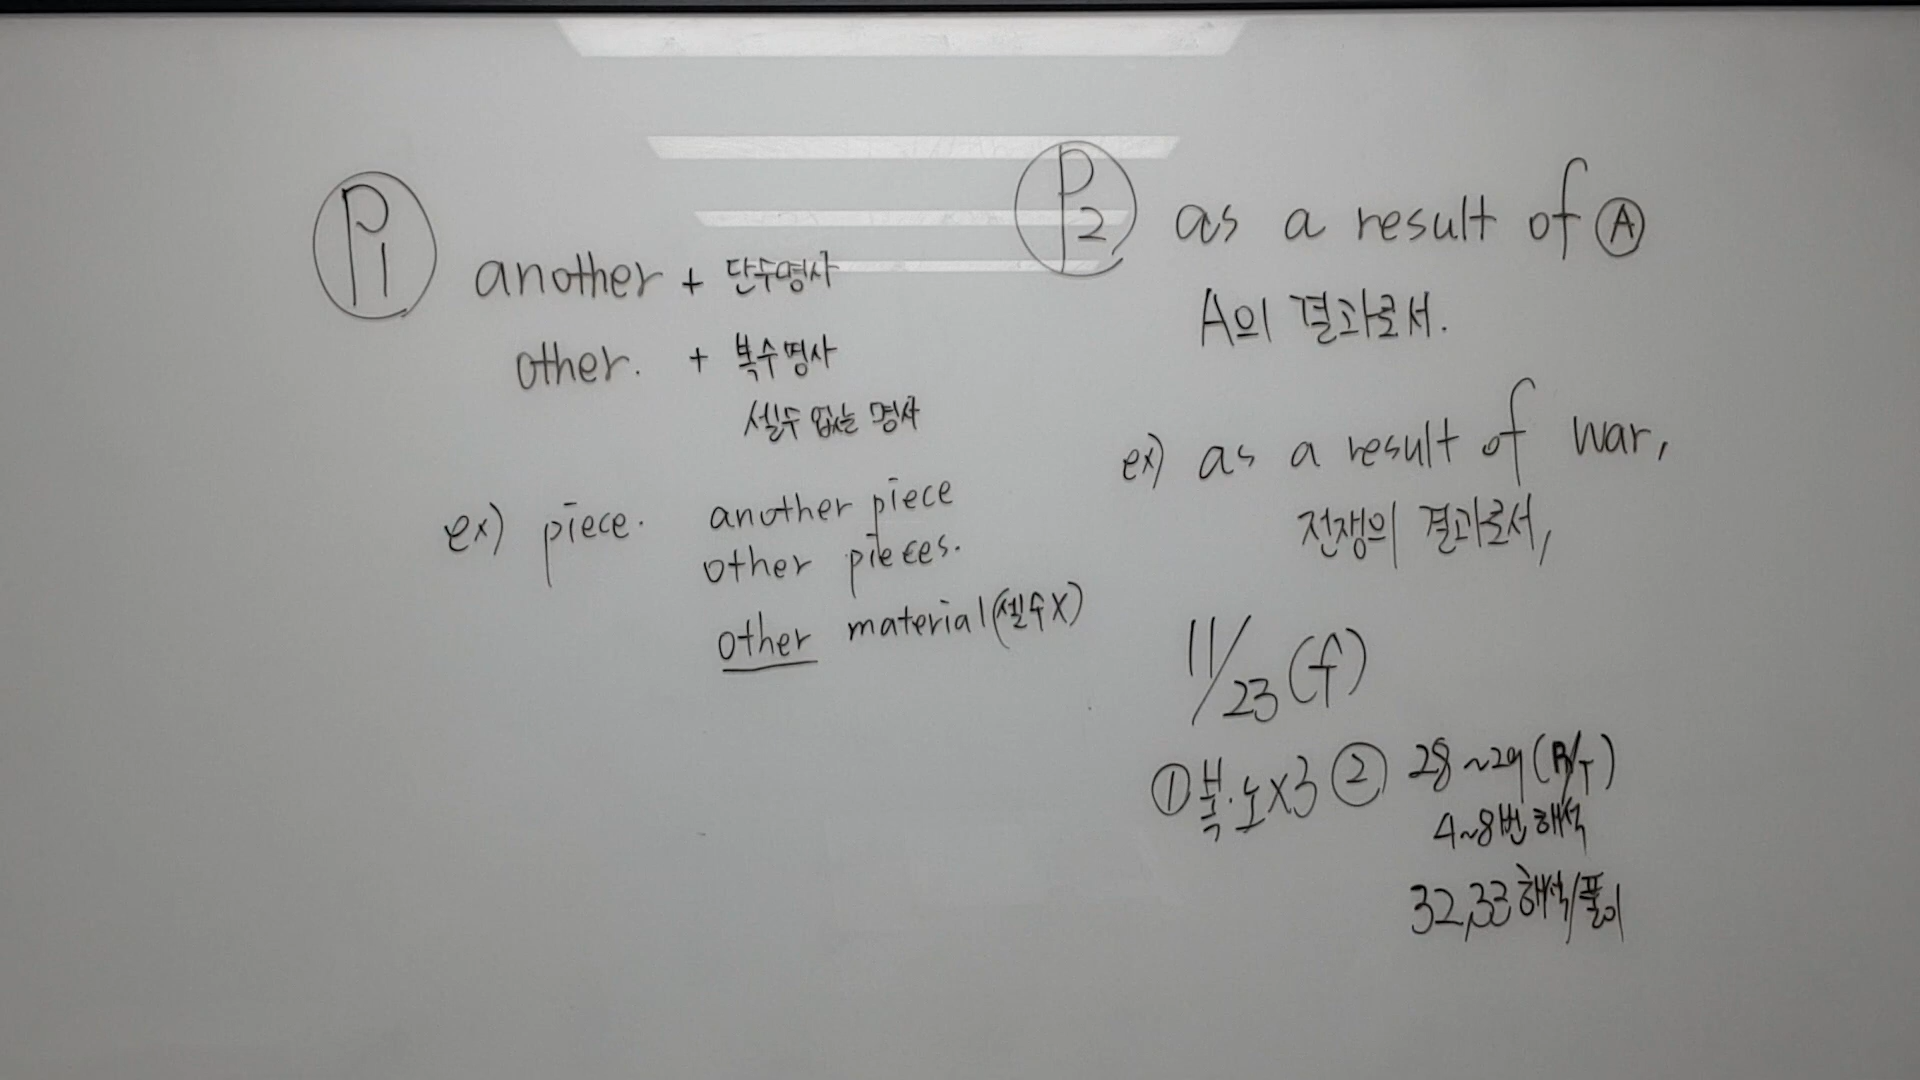 P1
another + 단수명사
other. + 복수명사
셀수 없는 명사
ex) piece. another piece
other pieces.
other material(셀수X)
P2
as a result of Ⓐ
A의 결과로서.
ex) as a result of war,
전쟁의 결과로서,
11/23 (f)
① 복.노x3 ② 28~29 (R/T)
4~8번 해석
32,33 해석/풀이